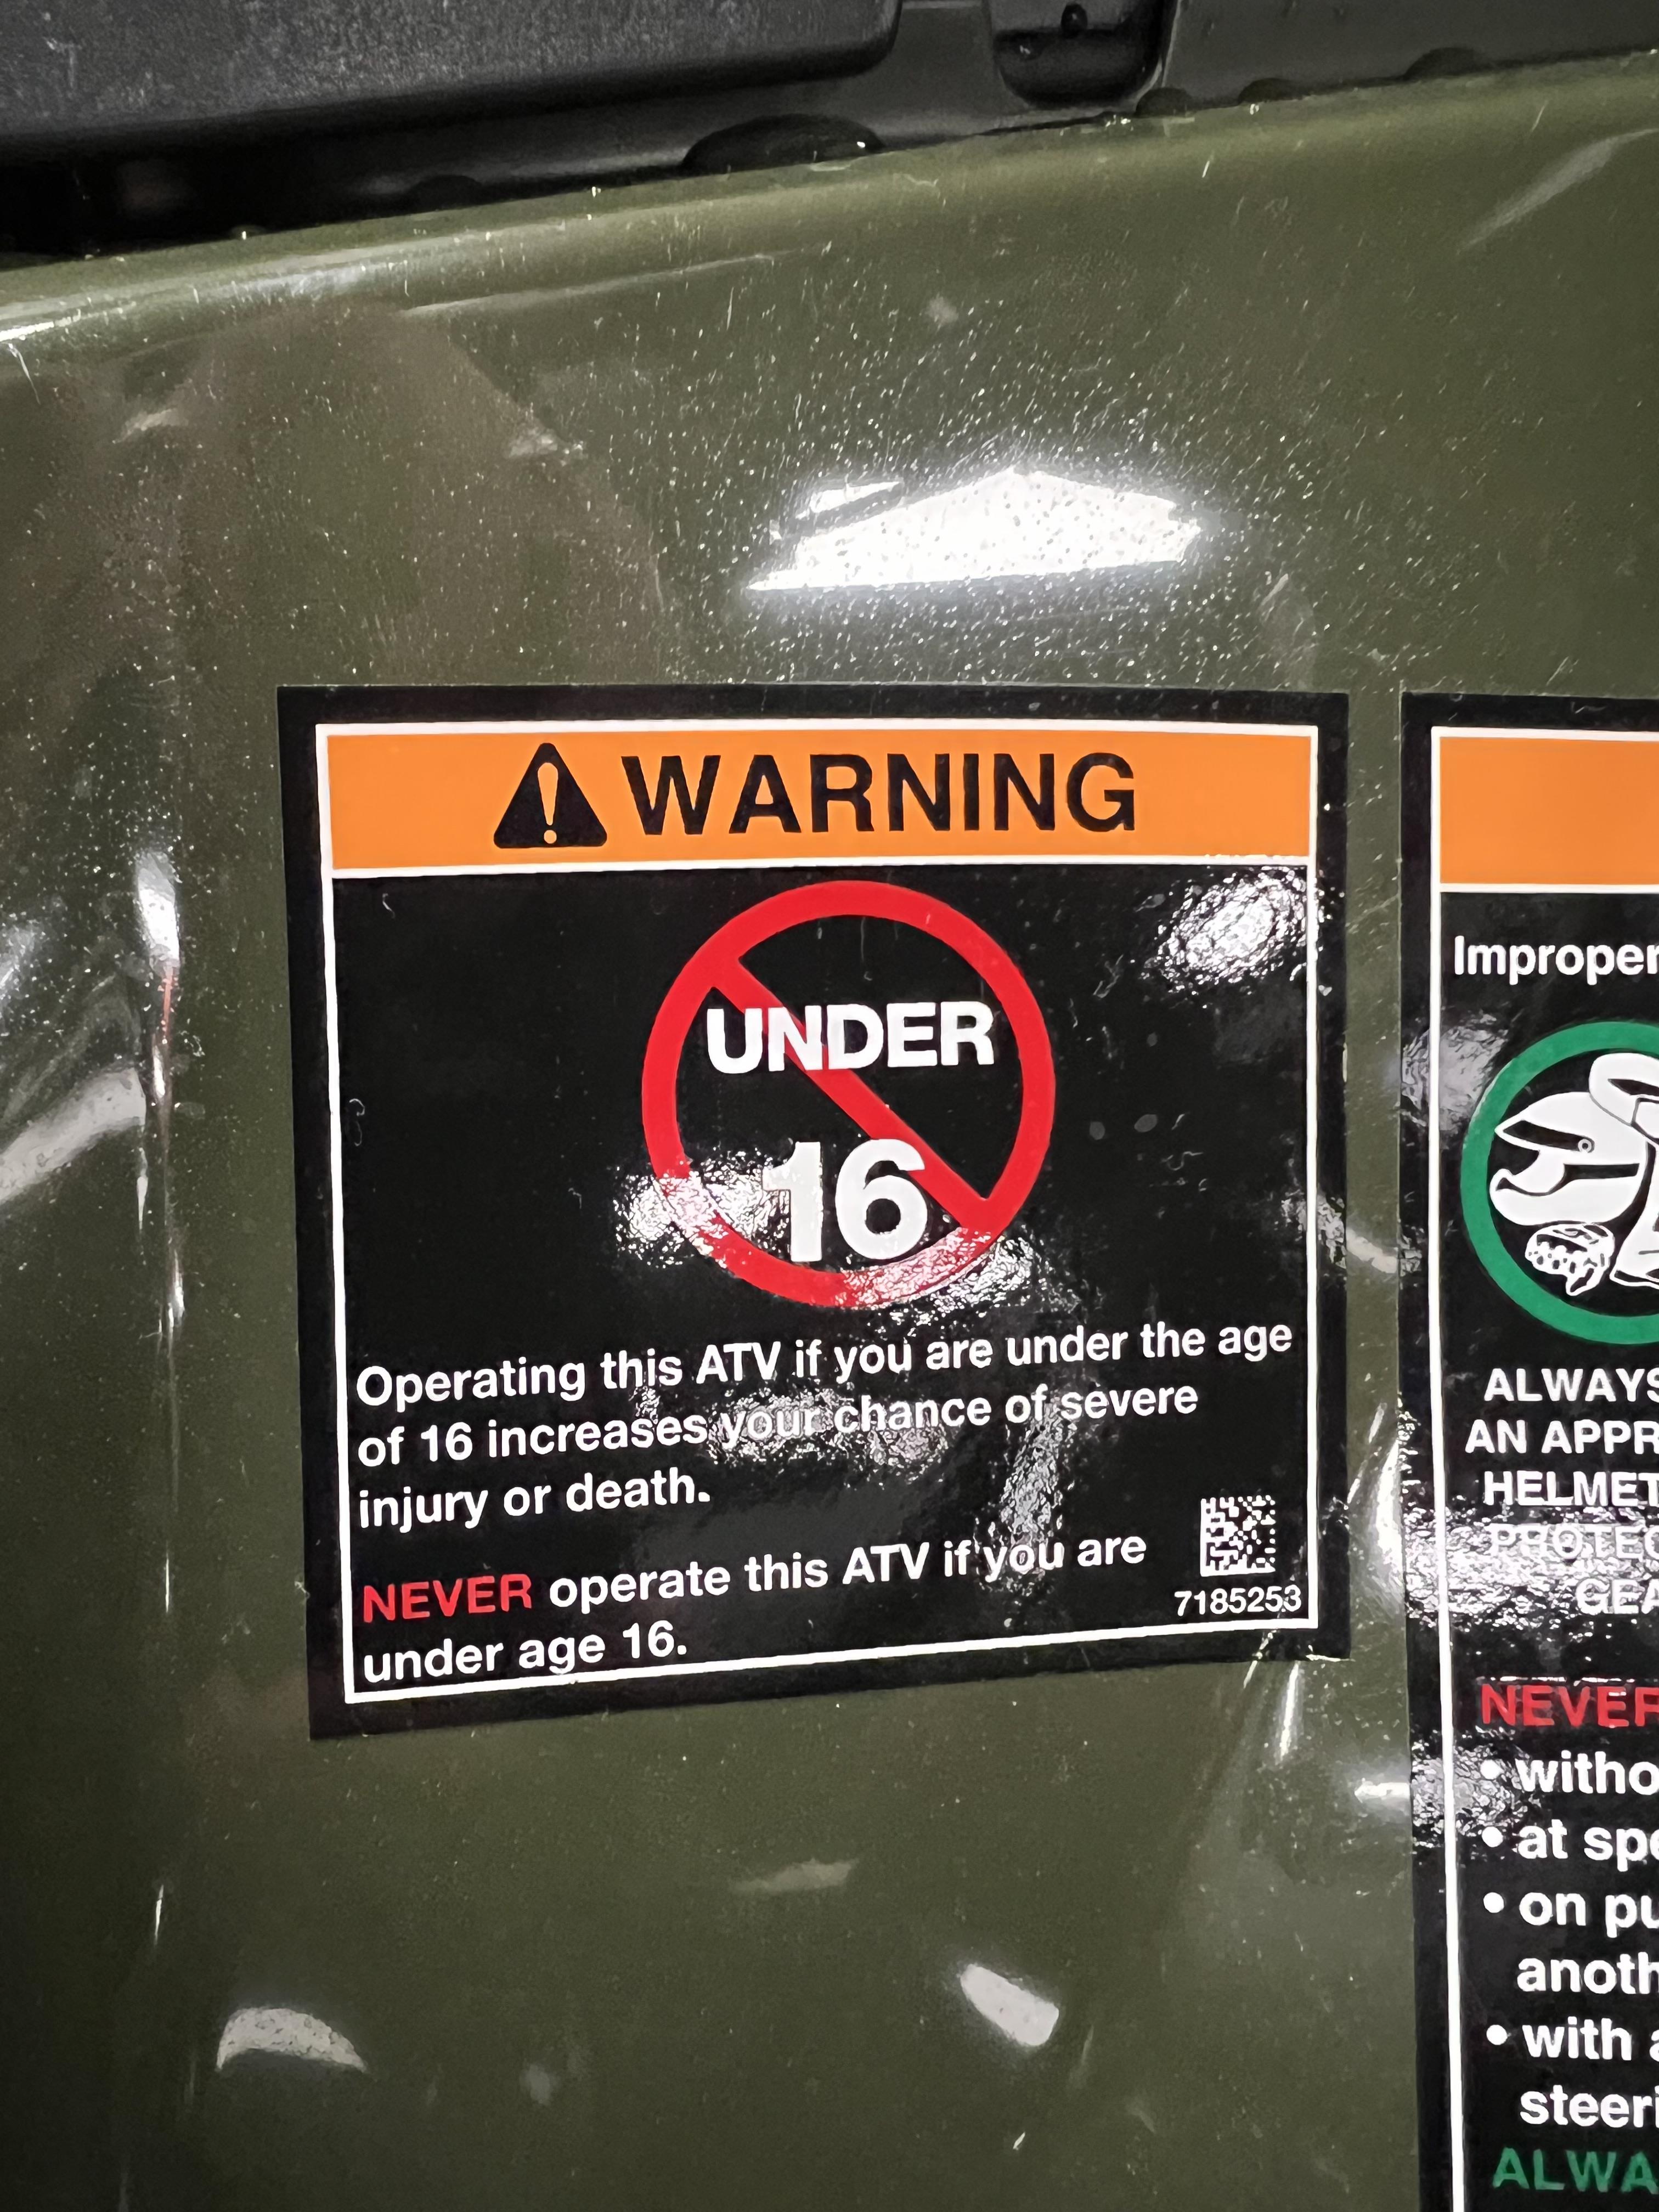 WARNING
UNDER
16
Operating this ATV if you are under the age
of 16 increases your chance of severe
injury or death.
NEVER operate this ATV if you are
under age 16.
7185253
Improper
ALWAYS
AN APPR
HELMET
PROTEC
GEA
NEVER
• witho
• at spe
• on pu
anoth
• with a
steeri
ALWA